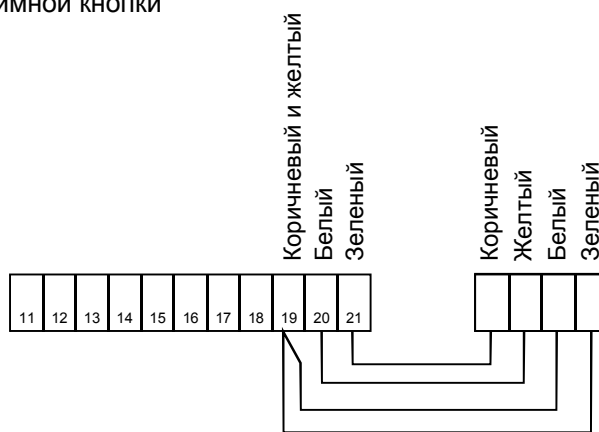 имной кнопки
Коричневый и желтый
Белый
Зеленый
Коричневый
Желтый
Белый
Зеленый
11 12 13 14 15 16 17 18 19 20 21